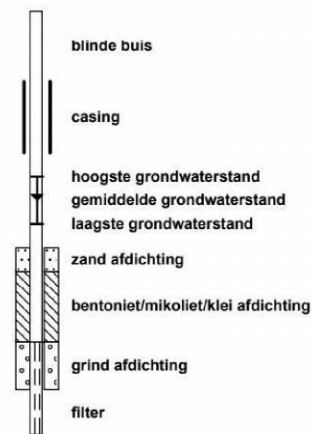 blinde buis
casing
hoogste grondwaterstand
gemiddelde grondwaterstand
laagste grondwaterstand
zand afdichting
bentoniet/mikoliet/klei afdichting
grind afdichting
filter